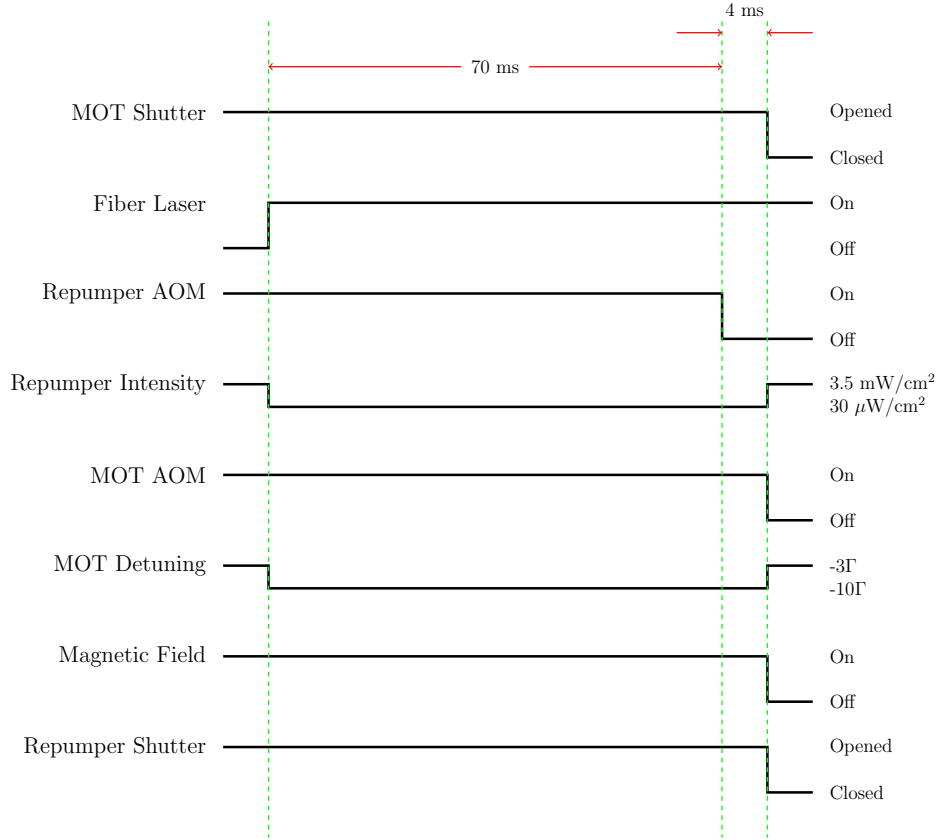 4 ms
70 ms
MOT Shutter
Opened
Closed
Fiber Laser
On
Off
Repumper AOM
On
Off
Repumper Intensity
3.5 mW/cm²
30 μW/cm²
MOT AOM
On
Off
MOT Detuning
-3Γ
-10Γ
Magnetic Field
On
Off
Repumper Shutter
Opened
Closed